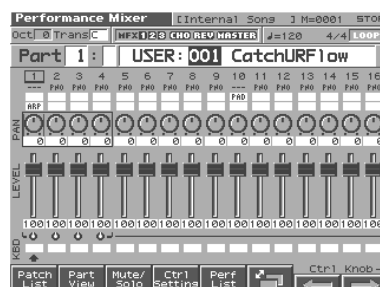 Performance Mixer [Internal Song ] M=0001 STO
Oct 0 Trans C MFX 1 2 3 CHO REV MASTER ♩=120 4/4 LOOP
Part 1: USER: 001 CatchURFlow
1 2 3 4 5 6 7 8 9 10 11 12 13 14 15 16
--- PNO PNO PNO PNO PNO PNO PNO PNO --- PNO PNO PNO PNO PNO PNO
ARP PAD
PAN
0 0 0 0 0 0 0 0 0 0 0 0 0 0 0 0
LEVEL
100 100 100 100 100 100 100 100 100 100 100 100 100 100 100 100
KBD
Patch List Part View Mute/Solo Ctrl Setting Perf List Ctrl Knob